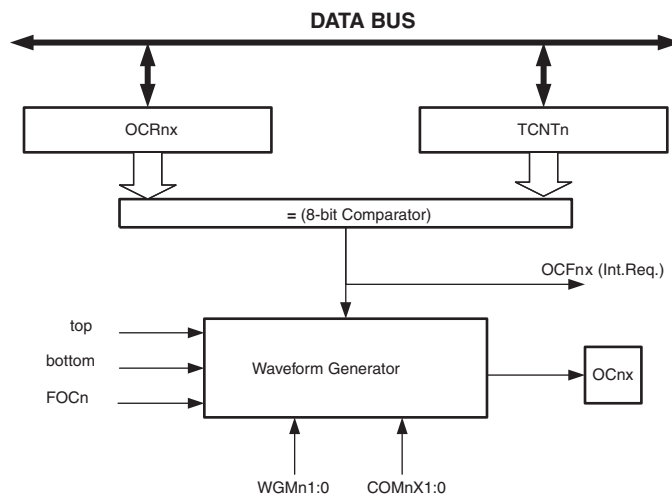 DATA BUS
OCRnx
TCNTn
= (8-bit Comparator)
OCFnx (Int.Req.)
top
bottom
FOCn
Waveform Generator
OCnx
WGMn1:0
COMnX1:0